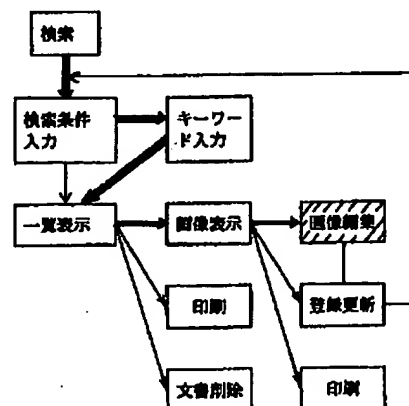 検索
検索条件
入力
キーワー
ド入力
一覧表示
画像表示
画像編集
印刷
登録更新
文書削除
印刷